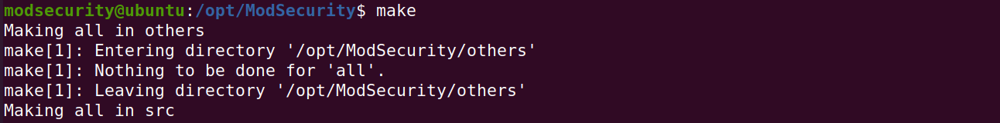 modsecurity@ubuntu:/opt/ModSecurity$ make
Making all in others
make[1]: Entering directory '/opt/ModSecurity/others'
make[1]: Nothing to be done for 'all'.
make[1]: Leaving directory '/opt/ModSecurity/others'
Making all in src